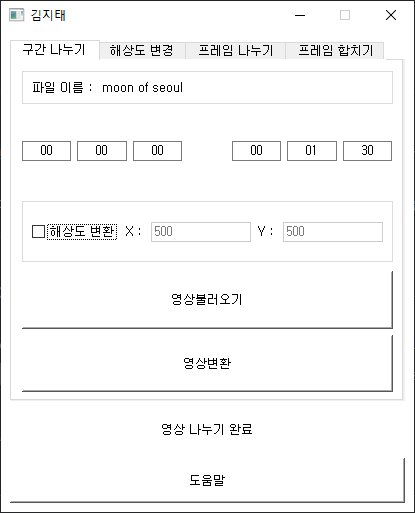 김지태
구간 나누기 해상도 변경 프레임 나누기 프레임 합치기
파일 이름 : moon of seoul
00 00 00 00 01 30
해상도 변환 X : 500 Y : 500
영상불러오기
영상변환
영상 나누기 완료
도움말